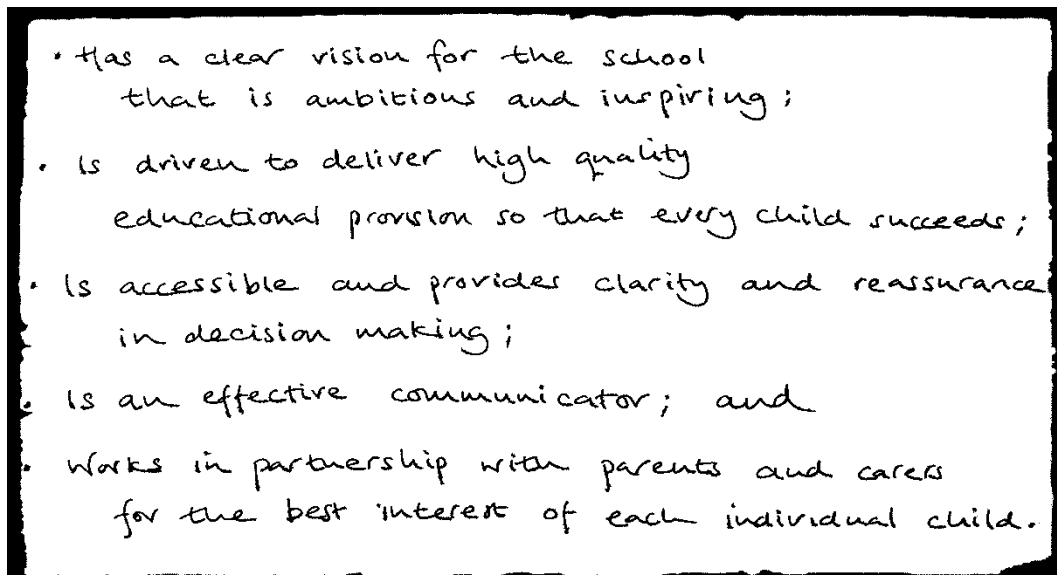 • Has a clear vision for the school
that is ambitious and inspiring;
• Is driven to deliver high quality
educational provision so that every child succeeds;
• Is accessible and provides clarity and reassurance
in decision making;
• Is an effective communicator; and
• Works in partnership with parents and carers
for the best interest of each individual child.